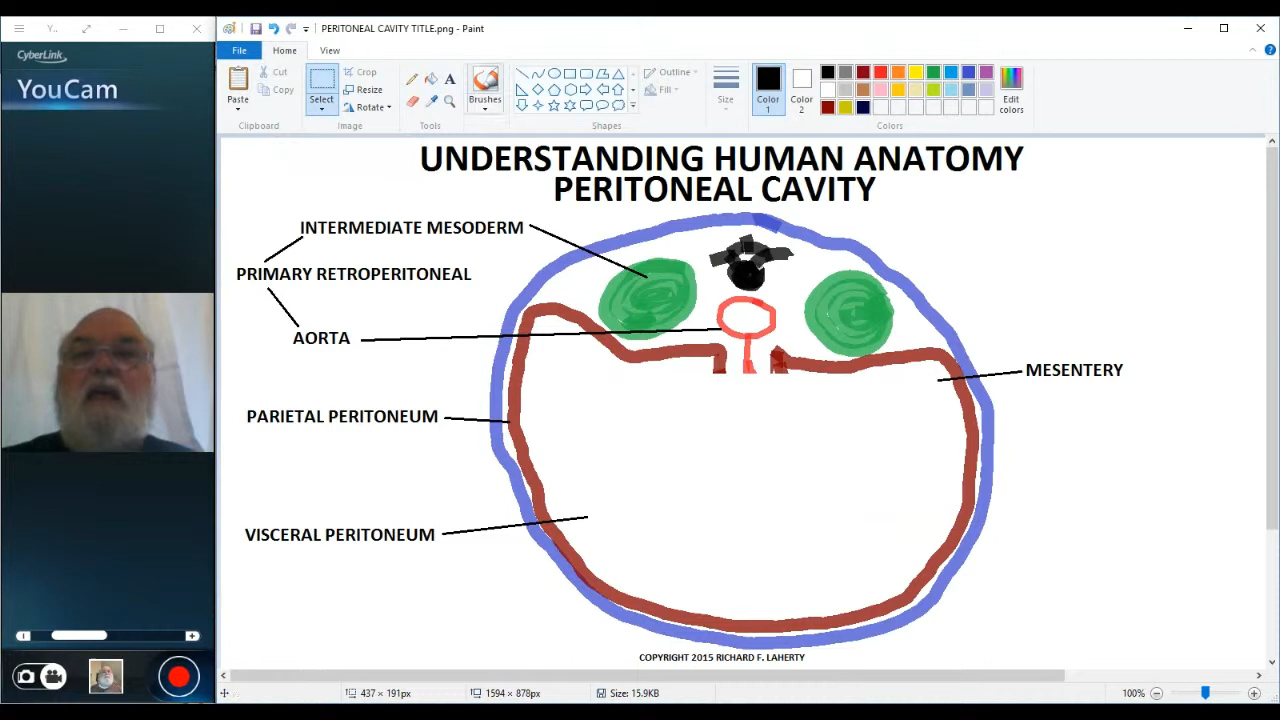 Y...
PERITONEAL CAVITY TITLE.png - Paint
CyberLink
YouCam
File
Home
View
Paste
Cut
Copy
Clipboard
Select
Crop
Resize
Rotate
Image
A
Tools
Brushes
Shapes
Outline
Fill
Size
Color 1
Color 2
Edit colors
Colors
UNDERSTANDING HUMAN ANATOMY
PERITONEAL CAVITY
INTERMEDIATE MESODERM
PRIMARY RETROPERITONEAL
AORTA
MESENTERY
PARIETAL PERITONEUM
VISCERAL PERITONEUM
COPYRIGHT 2015 RICHARD F. LAHERTY
437 × 191px
1594 × 878px
Size: 15.9KB
100%